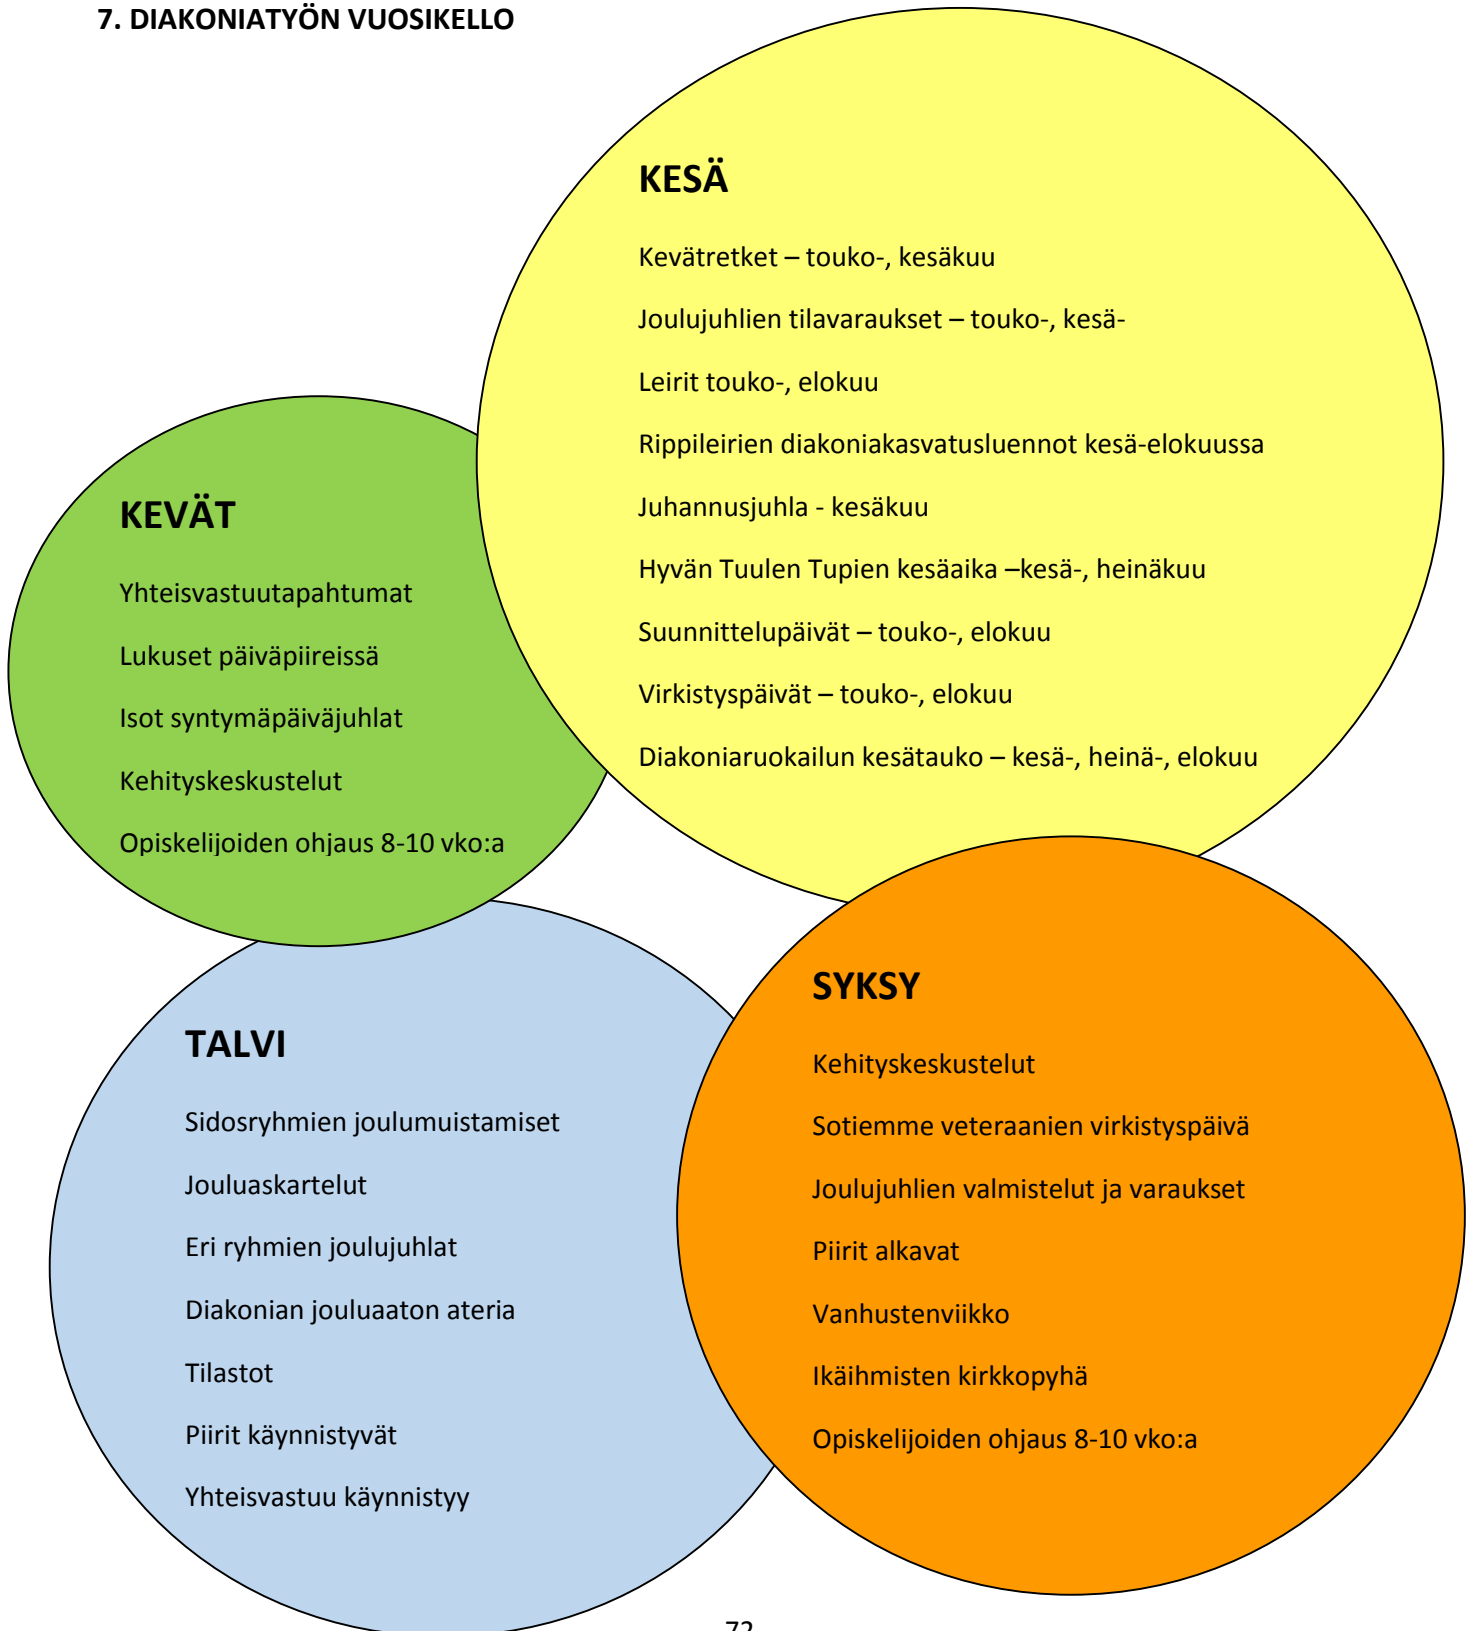 7. DIAKONIATYÖN VUOSIKELLO
KESÄ
Kevätretket – touko-, kesäkuu
Joulujuhlien tilavaraukset – touko-, kesä-
Leirit touko-, elokuu
Rippileirien diakoniakasvatusluennot kesä-elokuussa
Juhannusjuhla - kesäkuu
Hyvän Tuulen Tupien kesäaika –kesä-, heinäkuu
Suunnittelupäivät – touko-, elokuu
Virkistyspäivät – touko-, elokuu
Diakoniaruokailun kesätauko – kesä-, heinä-, elokuu
KEVÄT
Yhteisvastuutapahtumat
Lukuset päiväpiireissä
Isot syntymäpäiväjuhlat
Kehityskeskustelut
Opiskelijoiden ohjaus 8-10 vko:a
TALVI
Sidosryhmien joulumuistamiset
Jouluaskartelut
Eri ryhmien joulujuhlat
Diakonian jouluaaton ateria
Tilastot
Piirit käynnistyvät
Yhteisvastuu käynnistyy
SYKSY
Kehityskeskustelut
Sotiemme veteraanien virkistyspäivä
Joulujuhlien valmistelut ja varaukset
Piirit alkavat
Vanhustenviikko
Ikäihmisten kirkkopyhä
Opiskelijoiden ohjaus 8-10 vko:a
72